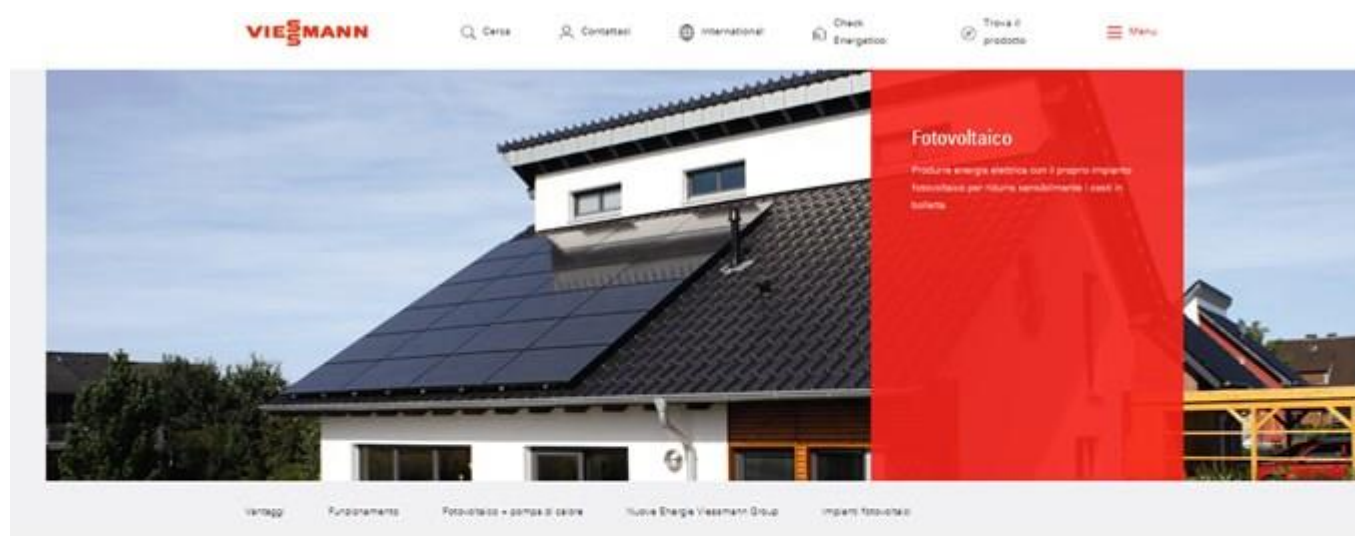 VIESSMANN
Cerca
Contattaci
International
Check
Energetico
Trova il
prodotto
Menu
Fotovoltaico
Produrre energia elettrica con il proprio impianto
fotovoltaico per ridurre sensibilmente i costi in
bolletta
Vantaggi
Funzionamento
Fotovoltaico + pompa di calore
Nuove Energie Viessmann Group
Impianti fotovoltaici